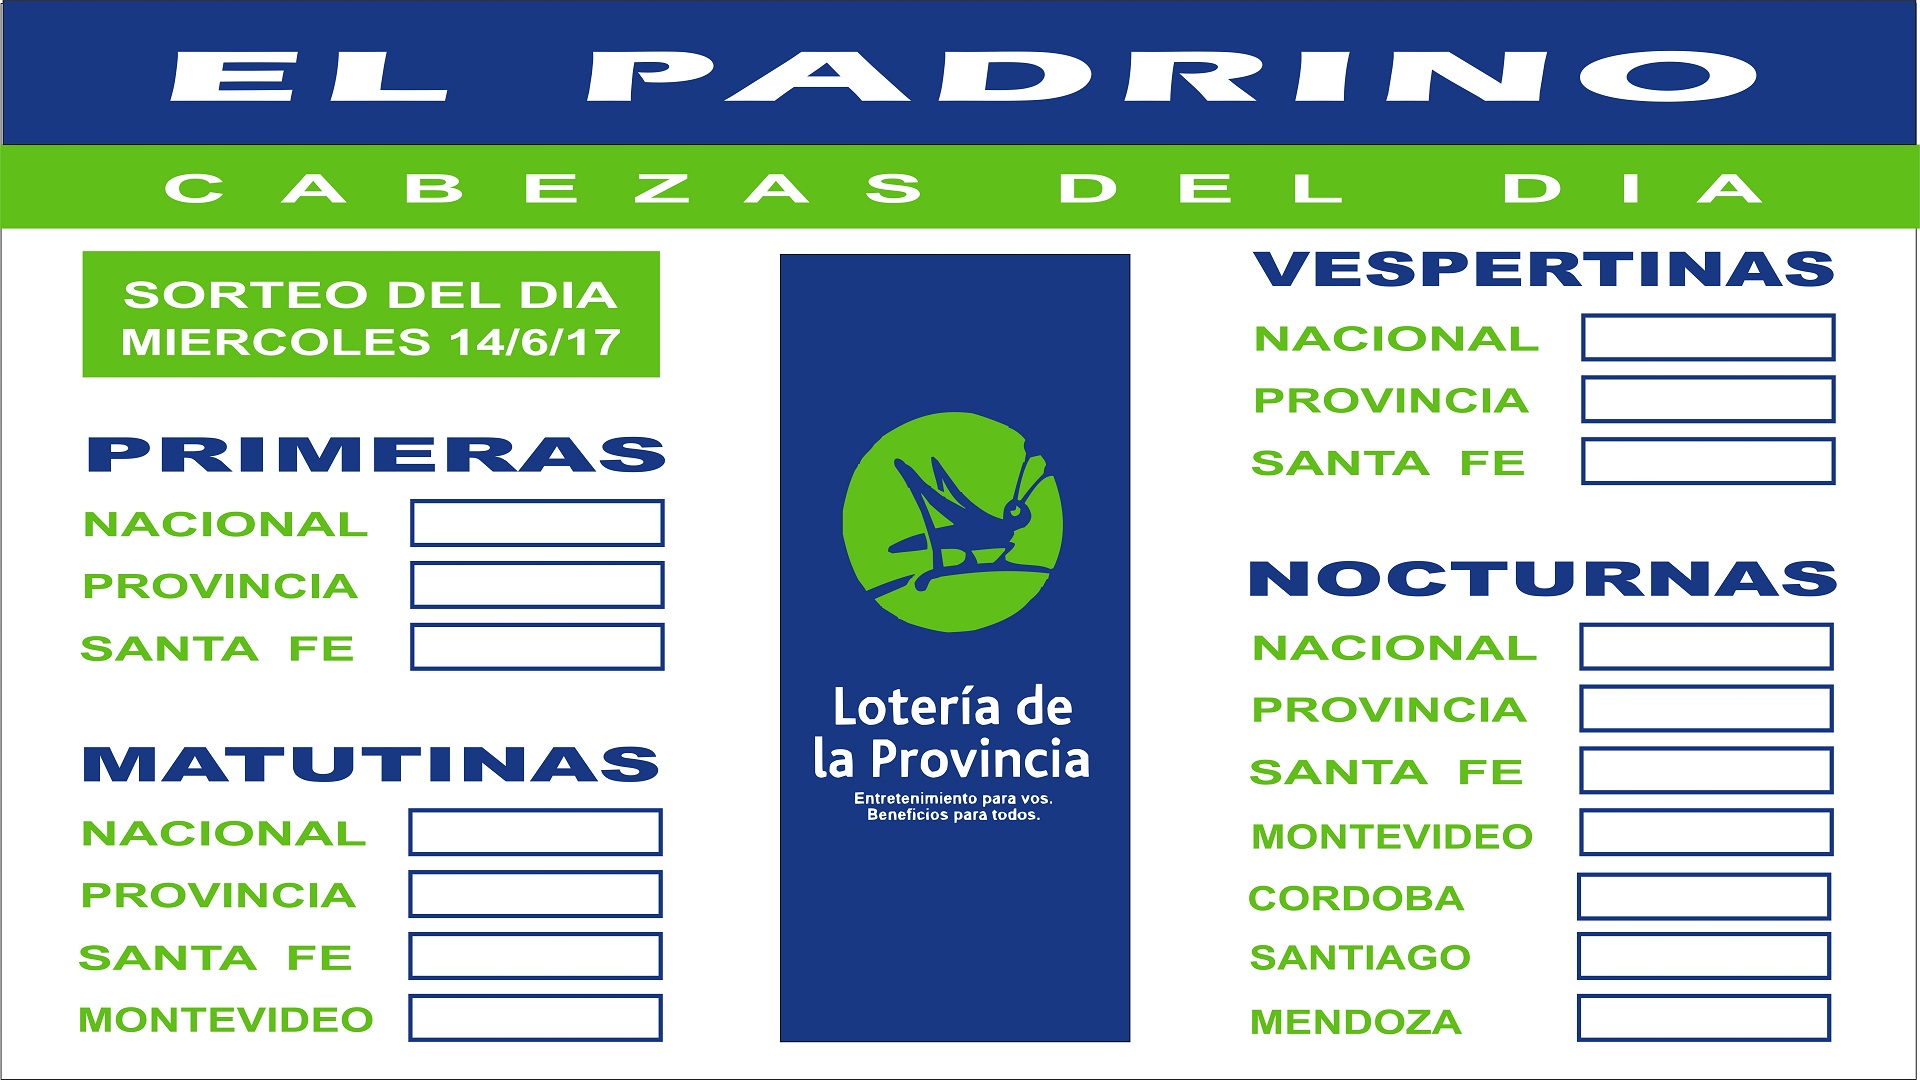 EL PADRINO
CABEZAS DEL DIA
SORTEO DEL DIA
MIERCOLES 14/6/17
PRIMERAS
NACIONAL
PROVINCIA
SANTA FE
MATUTINAS
NACIONAL
PROVINCIA
SANTA FE
MONTEVIDEO
Lotería de
la Provincia
Entretenimiento para vos.
Beneficios para todos.
VESPERTINAS
NACIONAL
PROVINCIA
SANTA FE
NOCTURNAS
NACIONAL
PROVINCIA
SANTA FE
MONTEVIDEO
CORDOBA
SANTIAGO
MENDOZA